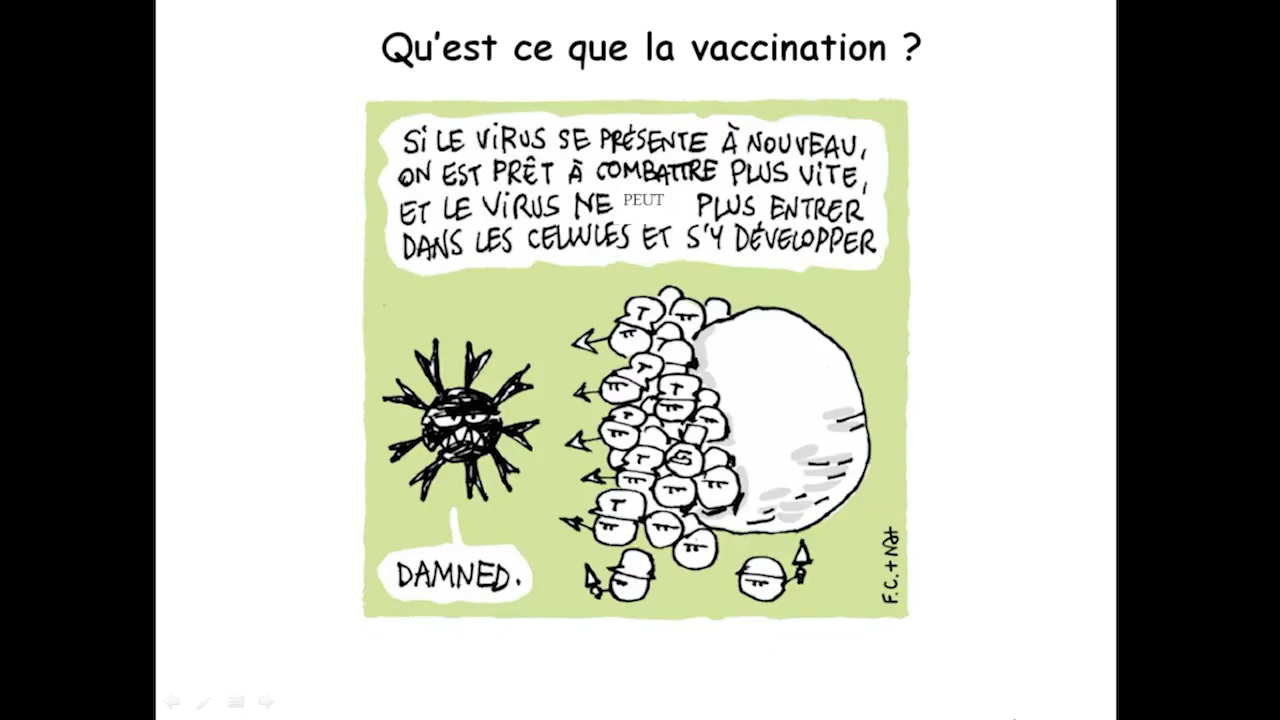 Qu'est ce que la vaccination ?
SI LE VIRUS SE PRÉSENTE À NOUVEAU,
ON EST PRÊT À COMBATTRE PLUS VITE,
ET LE VIRUS NE PEUT PLUS ENTRER
DANS LES CELLULES ET S'Y DÉVELOPPER
T
T
T
T
T
T
DAMNED.
F.C.+Nat